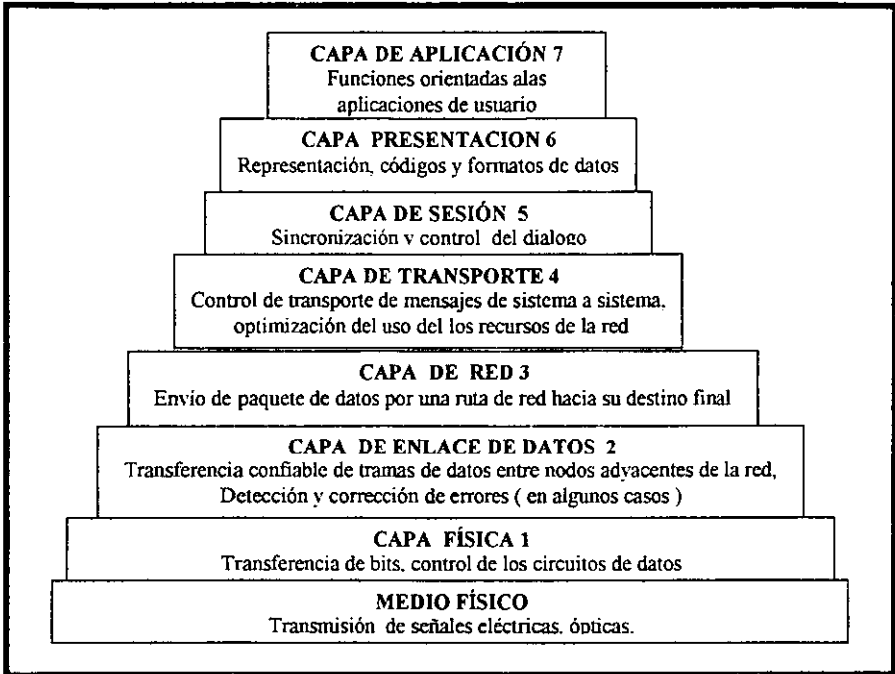 CAPA DE APLICACIÓN 7
Funciones orientadas alas
aplicaciones de usuario
CAPA PRESENTACION 6
Representación, códigos y formatos de datos
CAPA DE SESIÓN 5
Sincronización y control del dialogo
CAPA DE TRANSPORTE 4
Control de transporte de mensajes de sistema a sistema,
optimización del uso del los recursos de la red
CAPA DE RED 3
Envío de paquete de datos por una ruta de red hacia su destino final
CAPA DE ENLACE DE DATOS 2
Transferencia confiable de tramas de datos entre nodos adyacentes de la red,
Detección y corrección de errores ( en algunos casos )
CAPA FÍSICA 1
Transferencia de bits, control de los circuitos de datos
MEDIO FÍSICO
Transmisión de señales eléctricas, ópticas.